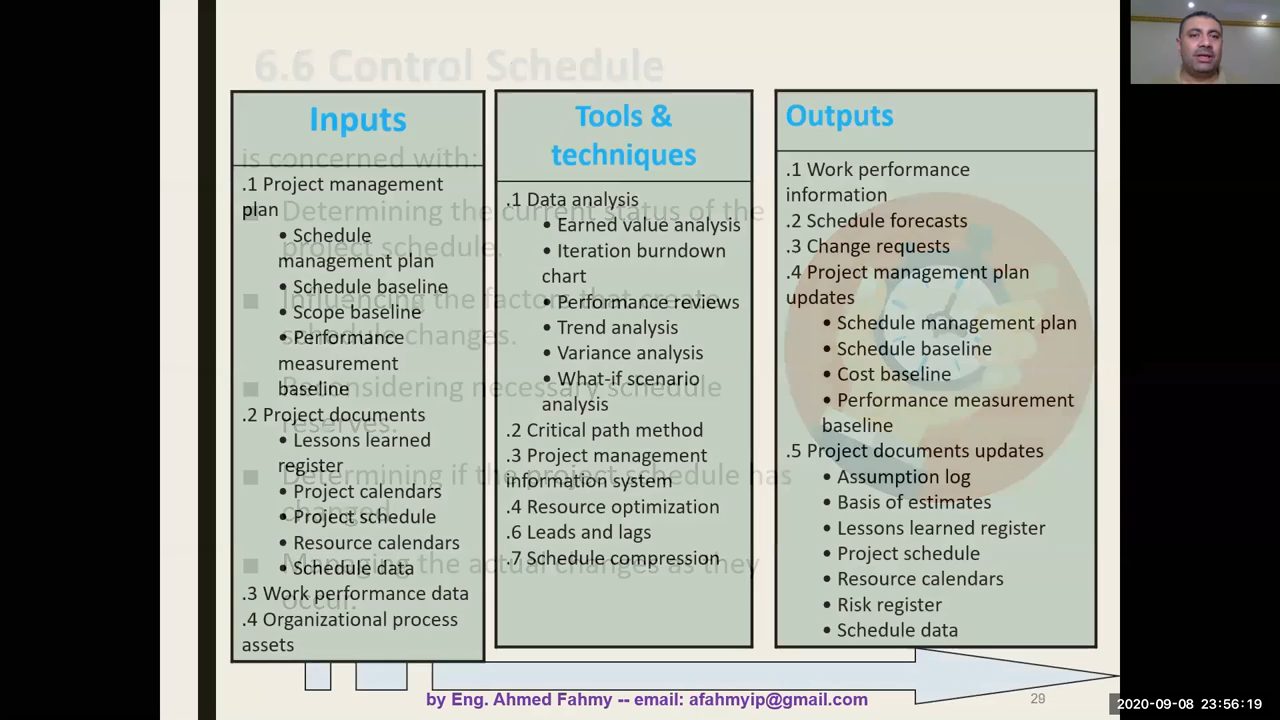 6.6 Control Schedule
Inputs
is concerned with:
.1 Project management
plan
• Schedule
management plan
• Schedule baseline
• Scope baseline
• Performance
measurement
baseline
.2 Project documents
• Lessons learned
register
• Project calendars
• Project schedule
• Resource calendars
• Schedule data
.3 Work performance data
.4 Organizational process
assets
Tools &
techniques
.1 Data analysis
• Earned value analysis
• Iteration burndown
chart
• Performance reviews
• Trend analysis
• Variance analysis
• What-if scenario
analysis
.2 Critical path method
.3 Project management
information system
.4 Resource optimization
.6 Leads and lags
.7 Schedule compression
Outputs
.1 Work performance
information
.2 Schedule forecasts
.3 Change requests
.4 Project management plan
updates
• Schedule management plan
• Schedule baseline
• Cost baseline
• Performance measurement
baseline
.5 Project documents updates
• Assumption log
• Basis of estimates
• Lessons learned register
• Project schedule
• Resource calendars
• Risk register
• Schedule data
■ Determining the current status of the
project schedule.
■ Influencing the factors that create
schedule changes.
■ Reconsidering necessary schedule
reserves.
■ Determining if the project schedule has
changed
■ Managing the actual changes as they
occur.
by Eng. Ahmed Fahmy -- email: afahmyip@gmail.com
29
2020-09-08 23:56:19